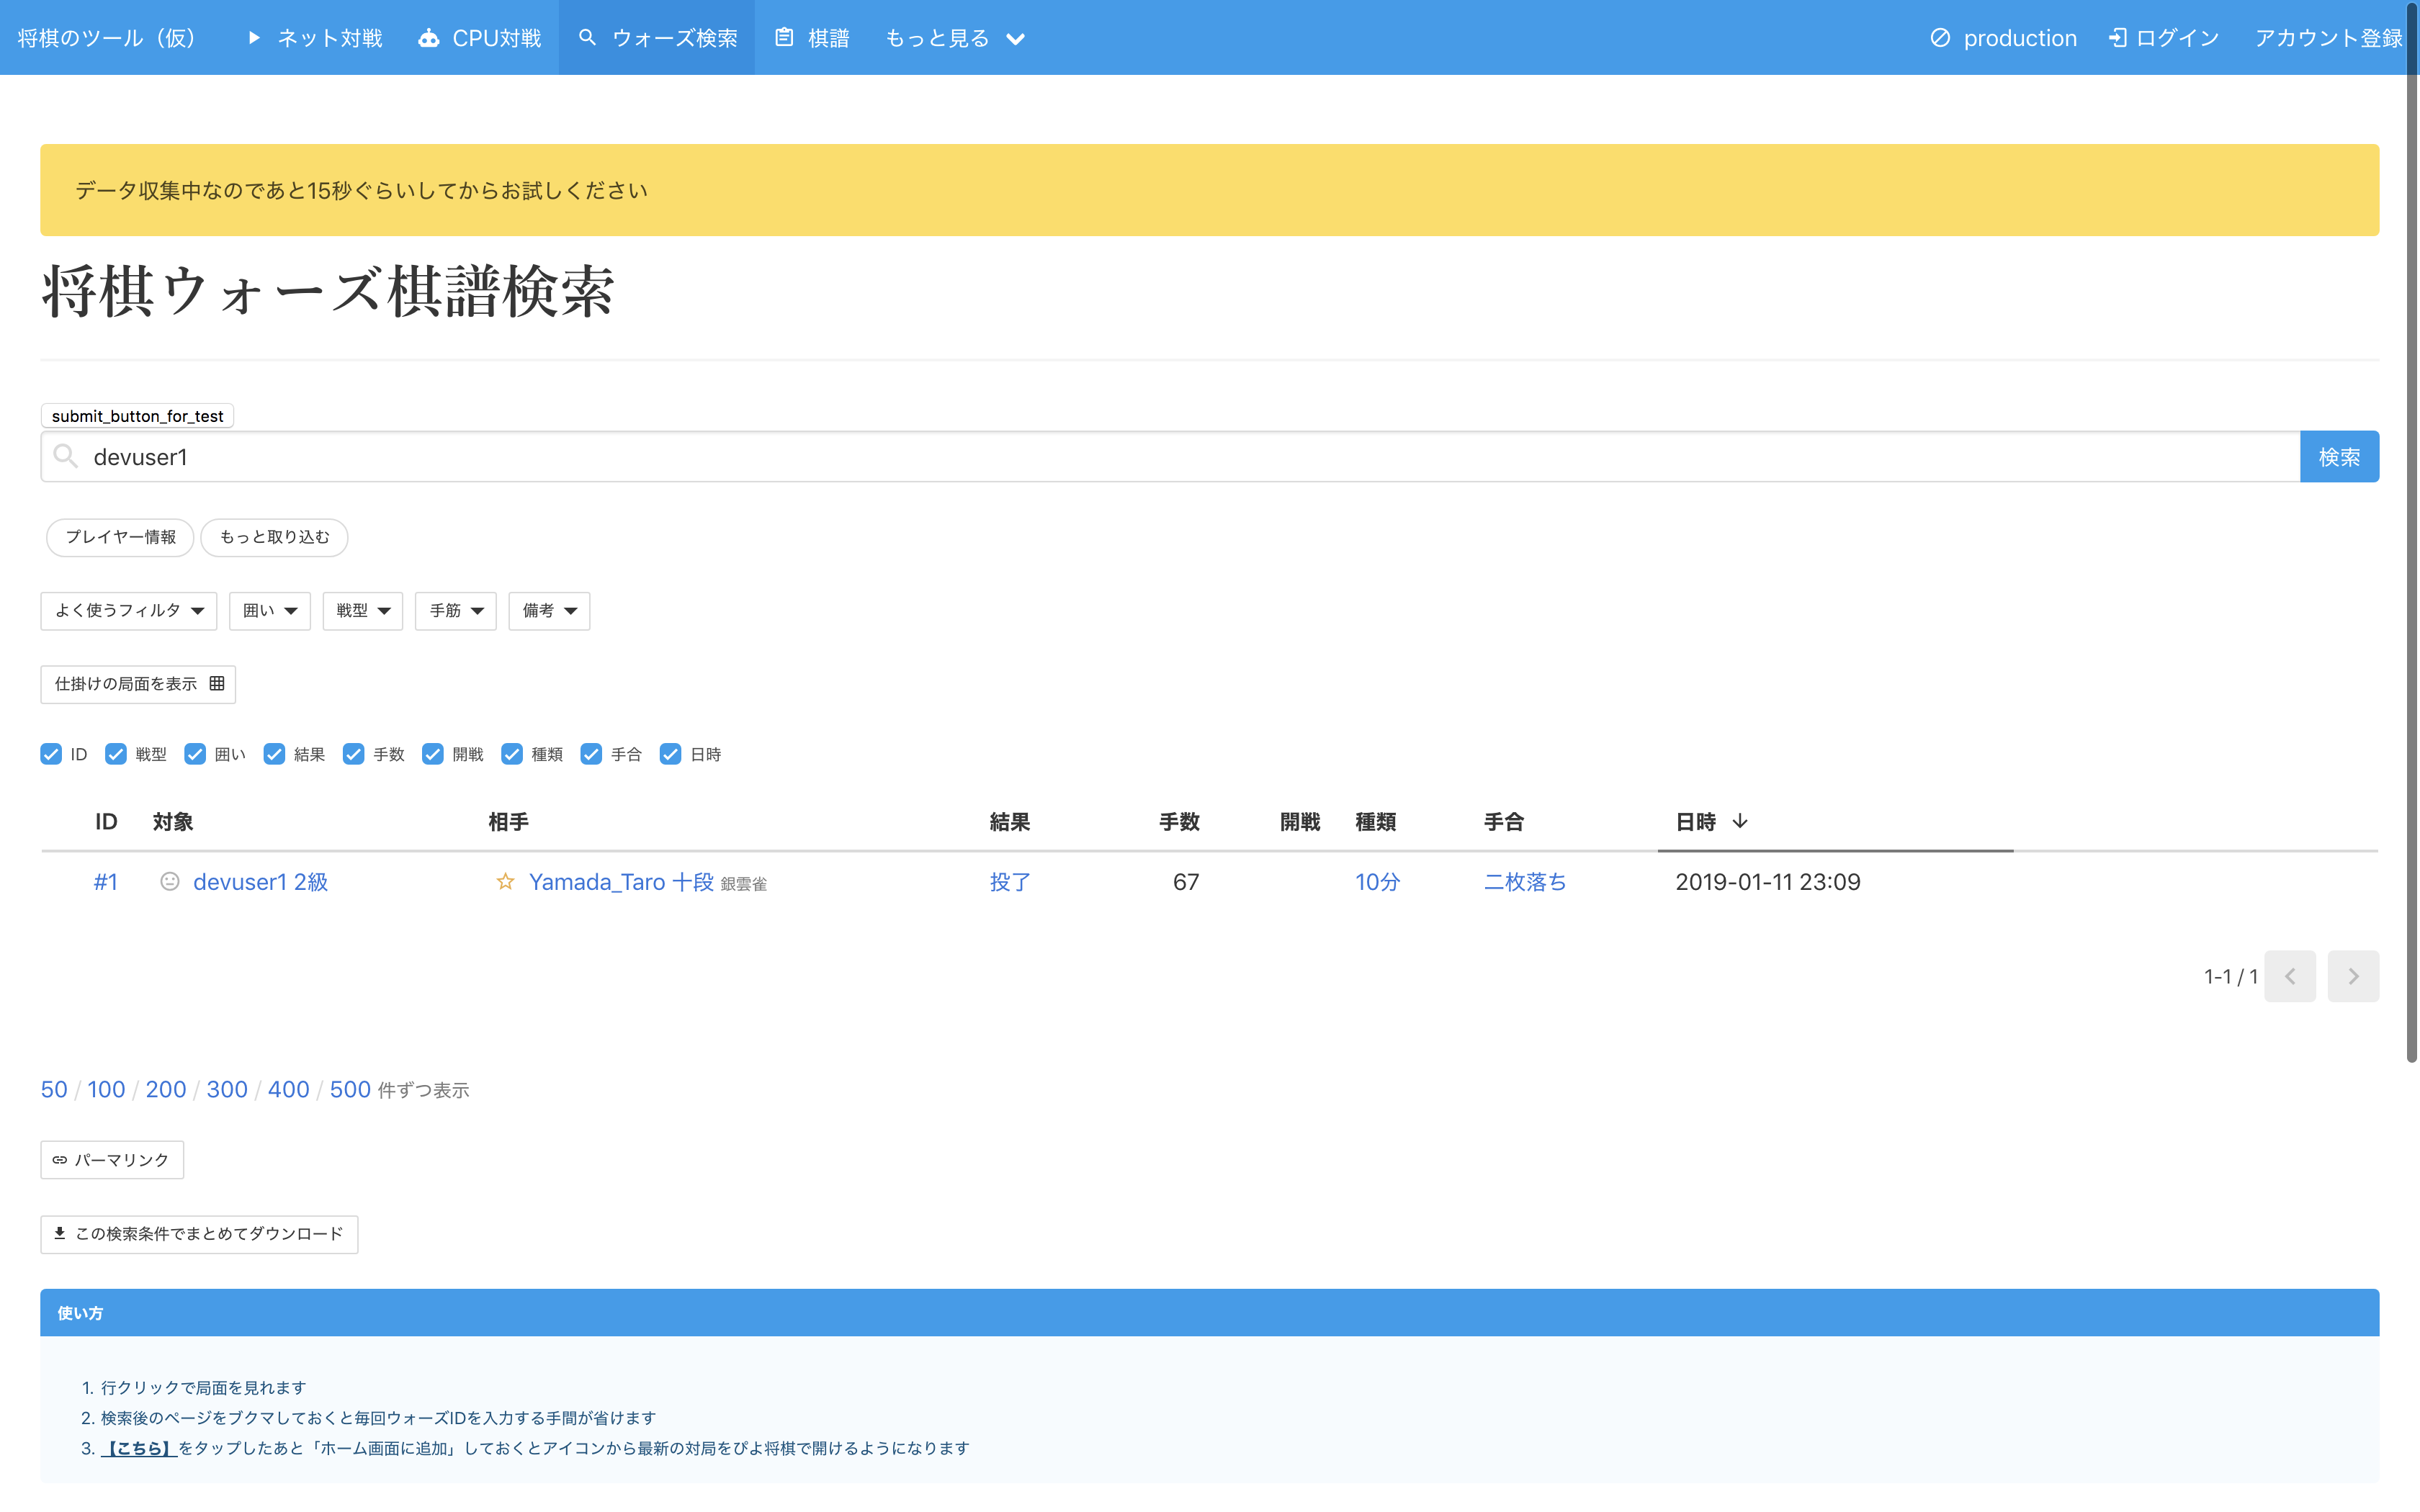 将棋のツール（仮） ネット対戦 CPU対戦 ウォーズ検索 棋譜 もっと見る production ログイン アカウント登録
データ収集中なのであと15秒ぐらいしてからお試しください
将棋ウォーズ棋譜検索
submit_button_for_test
devuser1 検索
プレイヤー情報 もっと取り込む
よく使うフィルタ 囲い 戦型 手筋 備考
仕掛けの局面を表示
ID 戦型 囲い 結果 手数 開戦 種類 手合 日時
ID 対象 相手 結果 手数 開戦 種類 手合 日時
#1 devuser1 2級 Yamada_Taro 十段 銀雲雀 投了 67 10分 二枚落ち 2019-01-11 23:09
1-1 / 1
50 / 100 / 200 / 300 / 400 / 500 件ずつ表示
パーマリンク
この検索条件でまとめてダウンロード
使い方
1. 行クリックで局面を見れます
2. 検索後のページをブクマしておくと毎回ウォーズIDを入力する手間が省けます
3. 【こちら】をタップしたあと「ホーム画面に追加」しておくとアイコンから最新の対局をぴよ将棋で開けるようになります